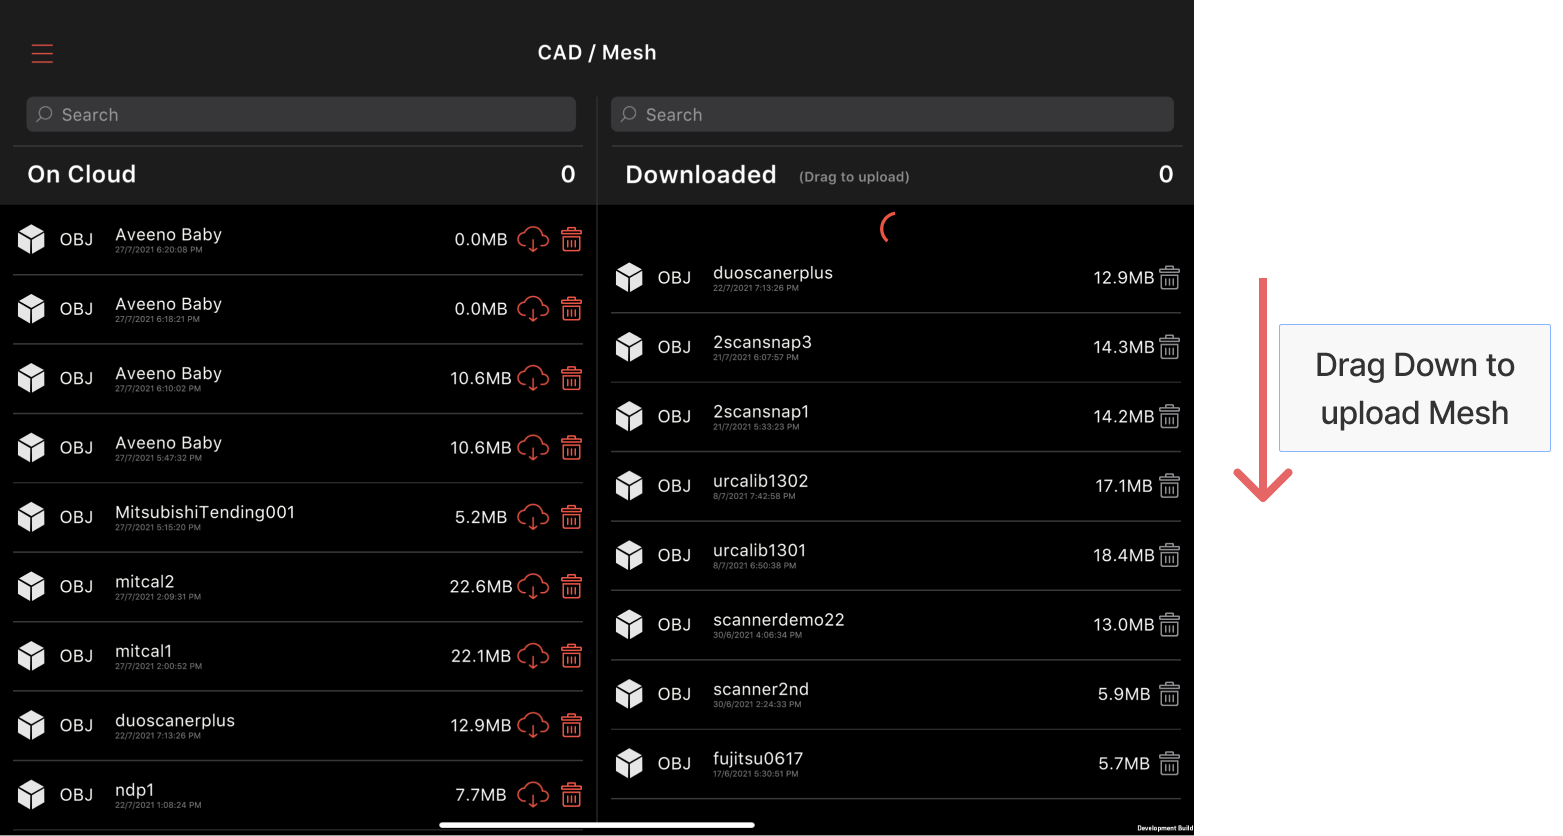 CAD / Mesh
Search
On Cloud 0
OBJ Aveeno Baby 0.0MB
27/7/2021 6:20:08 PM
OBJ Aveeno Baby 0.0MB
27/7/2021 6:18:21 PM
OBJ Aveeno Baby 10.6MB
27/7/2021 6:10:02 PM
OBJ Aveeno Baby 10.6MB
27/7/2021 5:47:32 PM
OBJ MitsubishiTending001 5.2MB
27/7/2021 5:15:20 PM
OBJ mitcal2 22.6MB
27/7/2021 2:09:31 PM
OBJ mitcal1 22.1MB
27/7/2021 2:00:52 PM
OBJ duoscanerplus 12.9MB
22/7/2021 7:13:26 PM
OBJ ndp1 7.7MB
22/7/2021 1:08:24 PM
Search
Downloaded (Drag to upload) 0
OBJ duoscanerplus 12.9MB
22/7/2021 7:13:26 PM
OBJ 2scansnap3 14.3MB
21/7/2021 6:07:57 PM
OBJ 2scansnap1 14.2MB
21/7/2021 5:33:23 PM
OBJ urcalib1302 17.1MB
8/7/2021 7:42:58 PM
OBJ urcalib1301 18.4MB
8/7/2021 6:50:38 PM
OBJ scannerdemo22 13.0MB
30/6/2021 4:06:34 PM
OBJ scanner2nd 5.9MB
30/6/2021 2:24:33 PM
OBJ fujitsu0617 5.7MB
17/6/2021 5:30:51 PM
Development Build
Drag Down to
upload Mesh